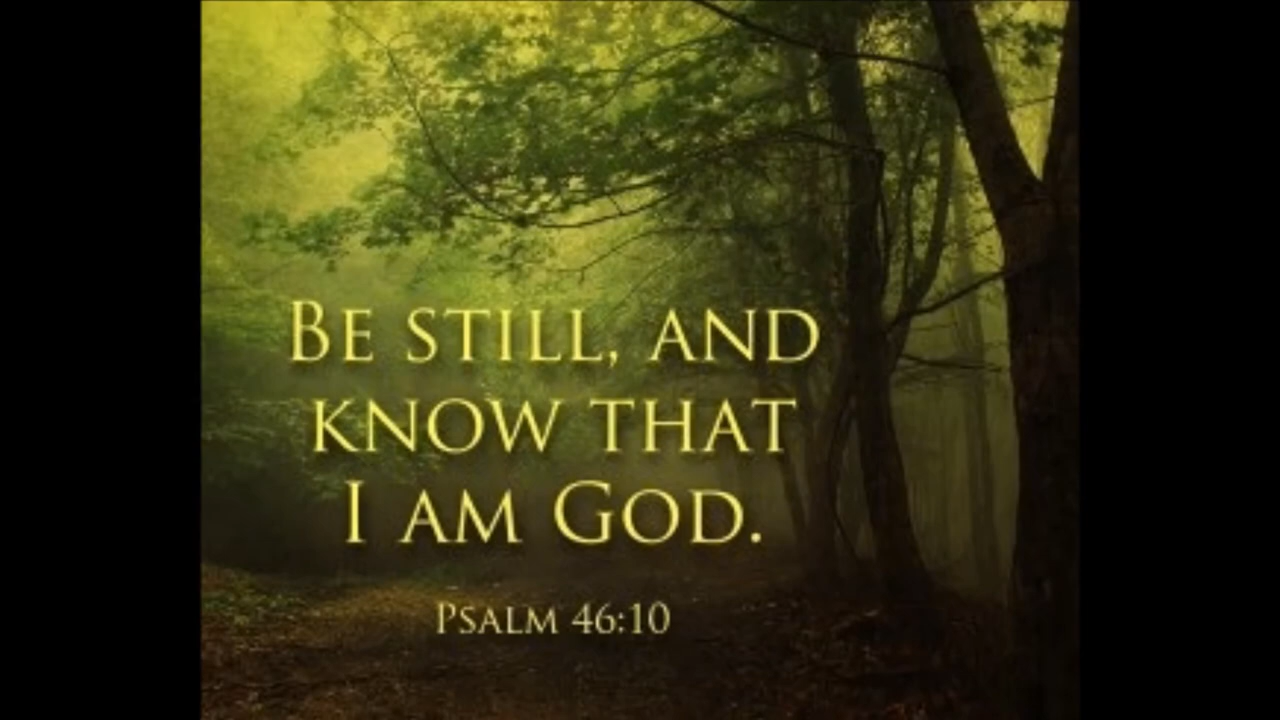 Be still, and
know that
I am God.
Psalm 46:10